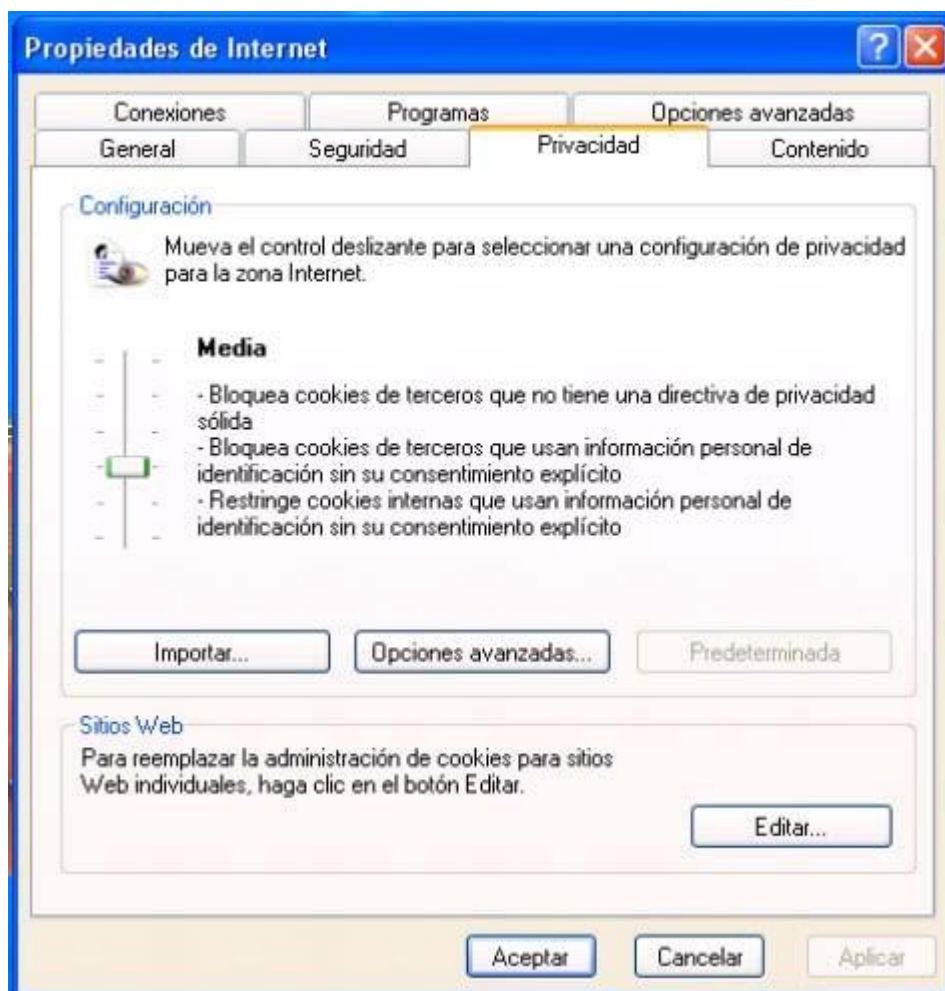 Propiedades de Internet
Conexiones Programas Opciones avanzadas
General Seguridad Privacidad Contenido
Configuración
Mueva el control deslizante para seleccionar una configuración de privacidad
para la zona Internet.
Media
- Bloquea cookies de terceros que no tiene una directiva de privacidad
sólida
- Bloquea cookies de terceros que usan información personal de
identificación sin su consentimiento explícito
- Restringe cookies internas que usan información personal de
identificación sin su consentimiento explícito
Importar... Opciones avanzadas... Predeterminada
Sitios Web
Para reemplazar la administración de cookies para sitios
Web individuales, haga clic en el botón Editar.
Editar...
Aceptar Cancelar Aplicar